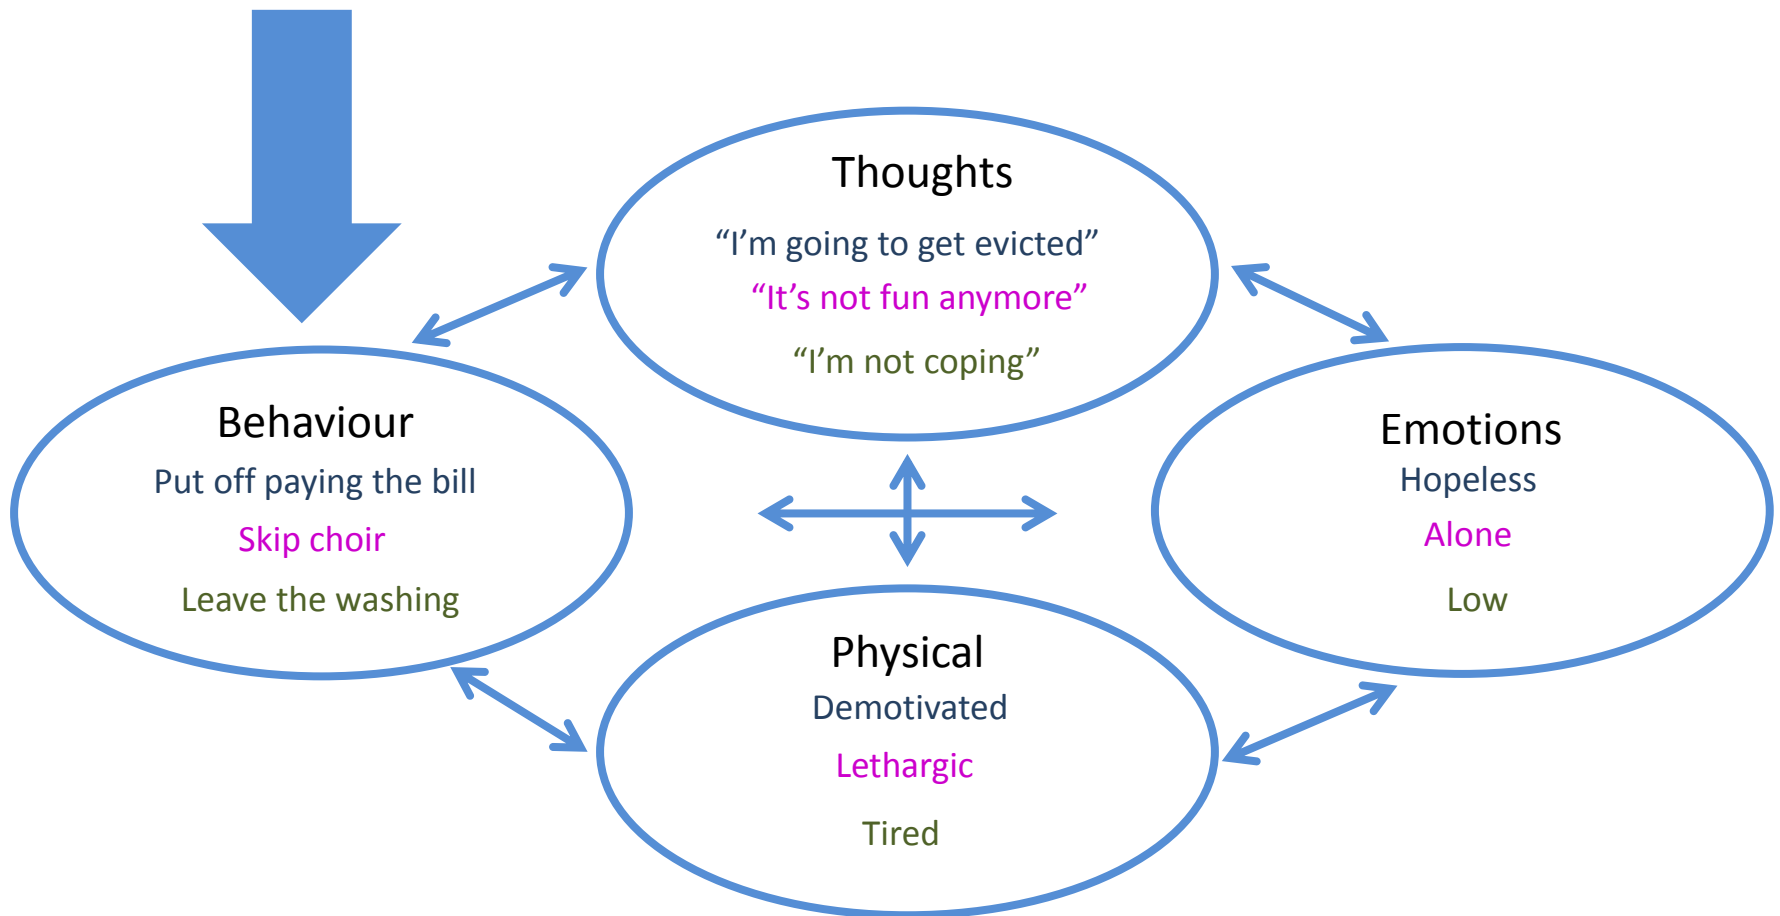 Thoughts
“I’m going to get evicted”
“It’s not fun anymore”
“I’m not coping”
Behaviour
Put off paying the bill
Skip choir
Leave the washing
Emotions
Hopeless
Alone
Low
Physical
Demotivated
Lethargic
Tired